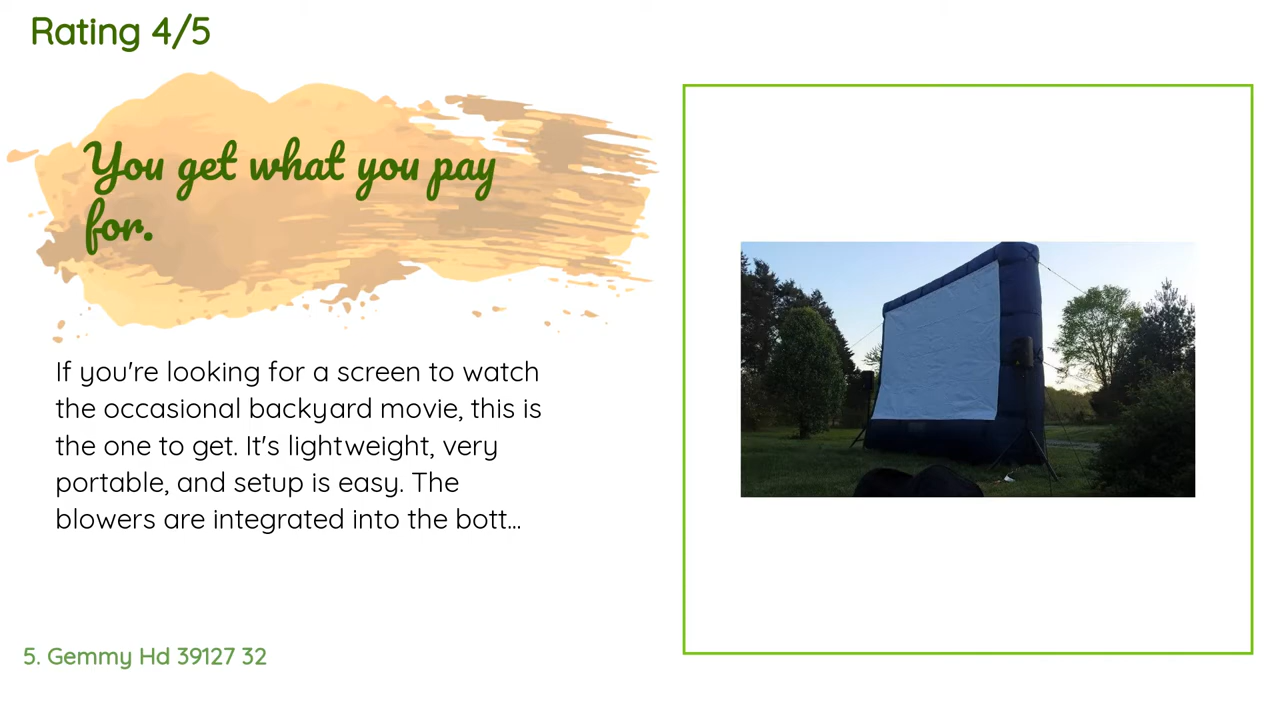 Rating 4/5
You get what you pay
for.
If you're looking for a screen to watch
the occasional backyard movie, this is
the one to get. It's lightweight, very
portable, and setup is easy. The
blowers are integrated into the bott...
5. Gemmy Hd 39127 32